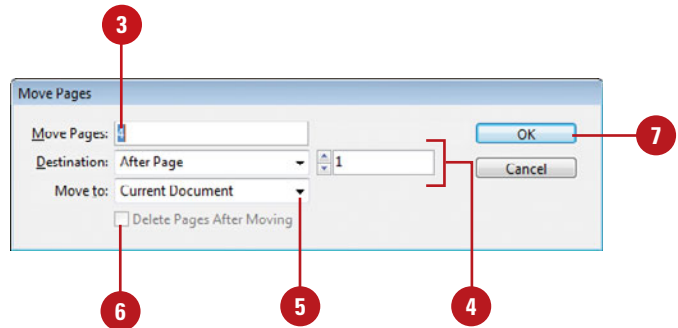 3
Move Pages
Move Pages: 4
OK
7
Destination: After Page 1
Cancel
Move to: Current Document
Delete Pages After Moving
6
5
4